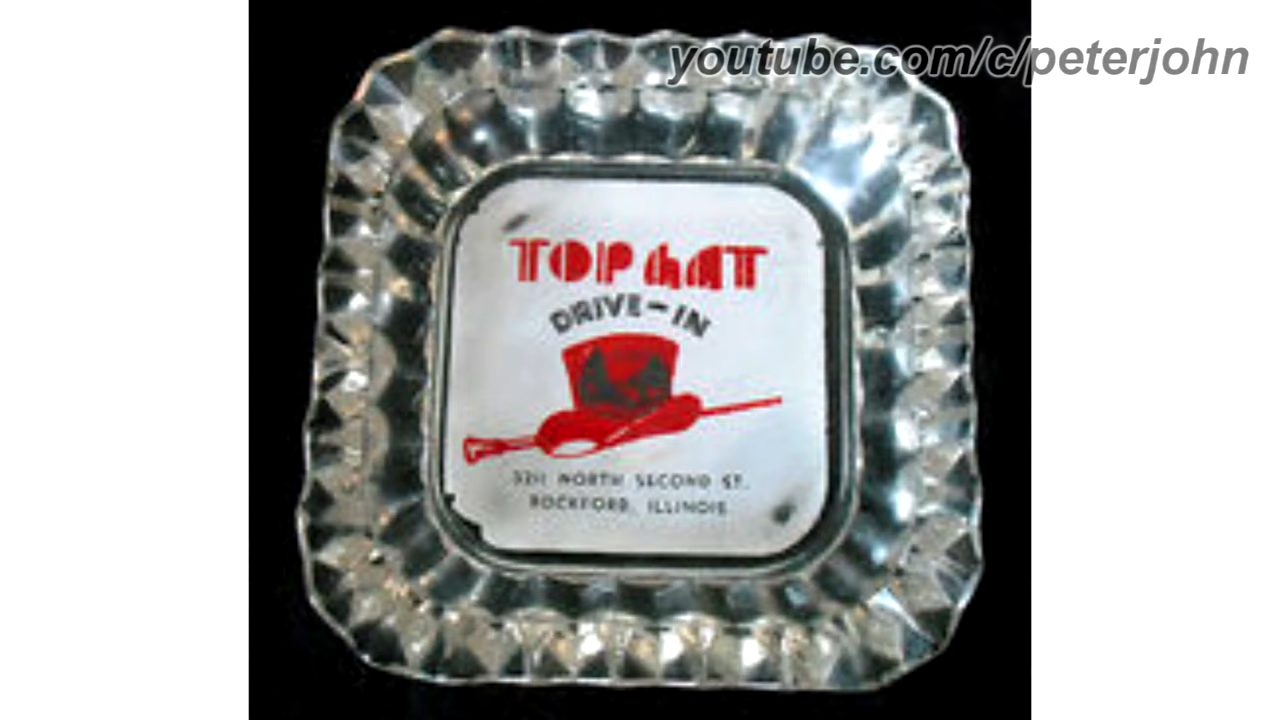 youtube.com/c/peterjohn
TOP HAT
DRIVE-IN
NORTH SECOND ST.
ROCKFORD, ILLINOIS